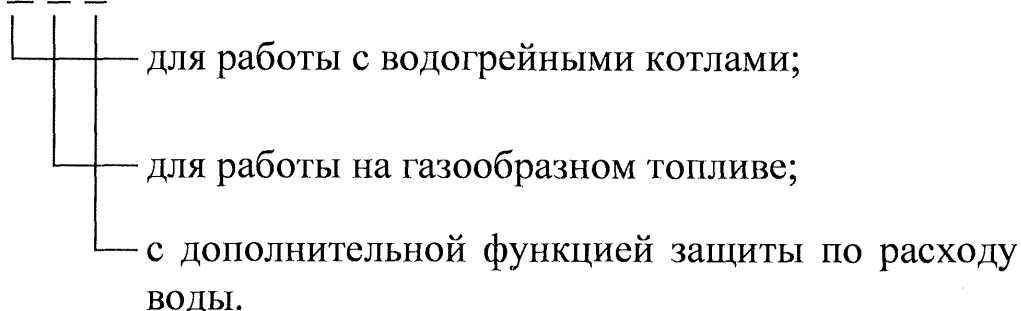 для работы с водогрейными котлами;
для работы на газообразном топливе;
с дополнительной функцией защиты по расходу
воды.